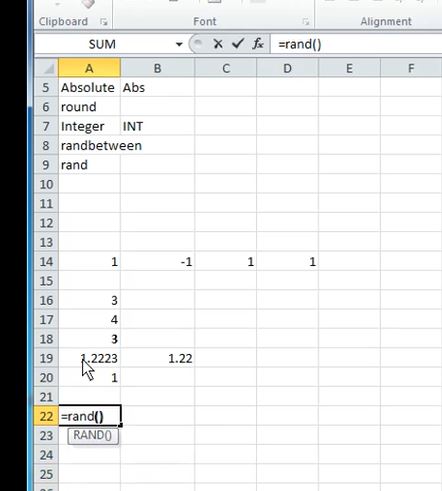 Clipboard Font Alignment
SUM fx =rand()
A B C D E F
5 Absolute Abs
6 round
7 Integer INT
8 randbetween
9 rand
10
11
12
13
14 1 -1 1 1
15
16 3
17 4
18 3
19 1.2223 1.22
20 1
21
22 =rand()
23 RAND()
24
25